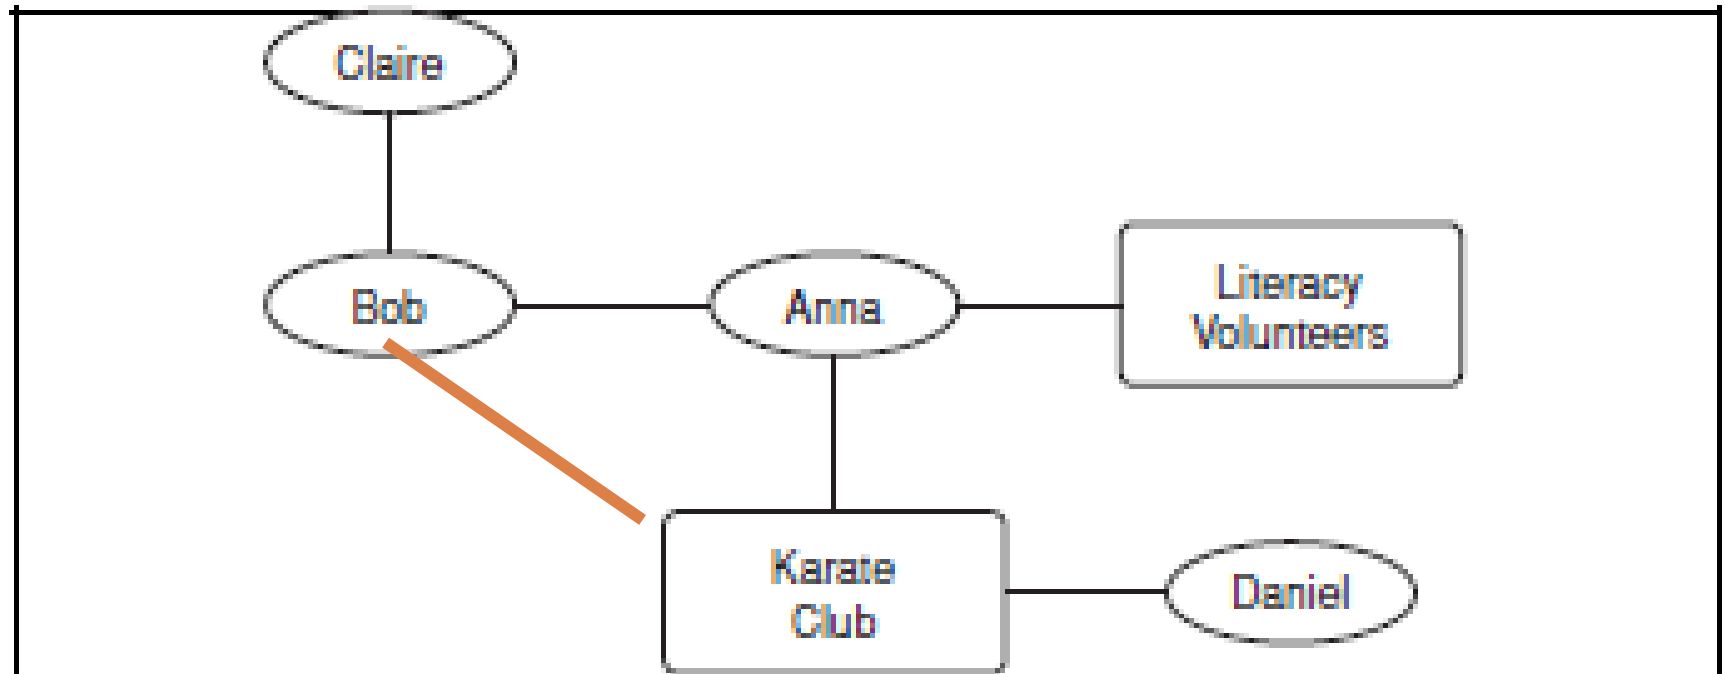 Claire
Bob
Anna
Literacy
Volunteers
Karate
Club
Daniel